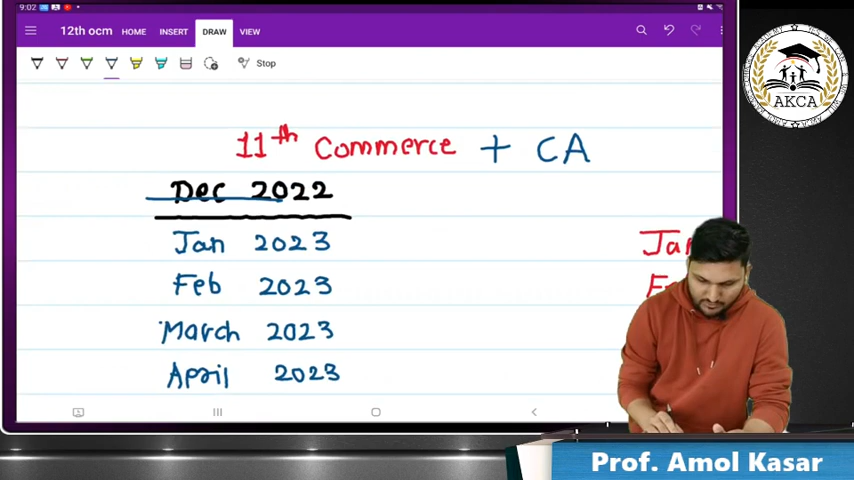 9:02
12th ocm HOME INSERT DRAW VIEW
Stop
11th Commerce + CA
Dec 2022
Jan 2023
Feb 2023
March 2023
April 2023
Jan
AKCA
Prof. Amol Kasar